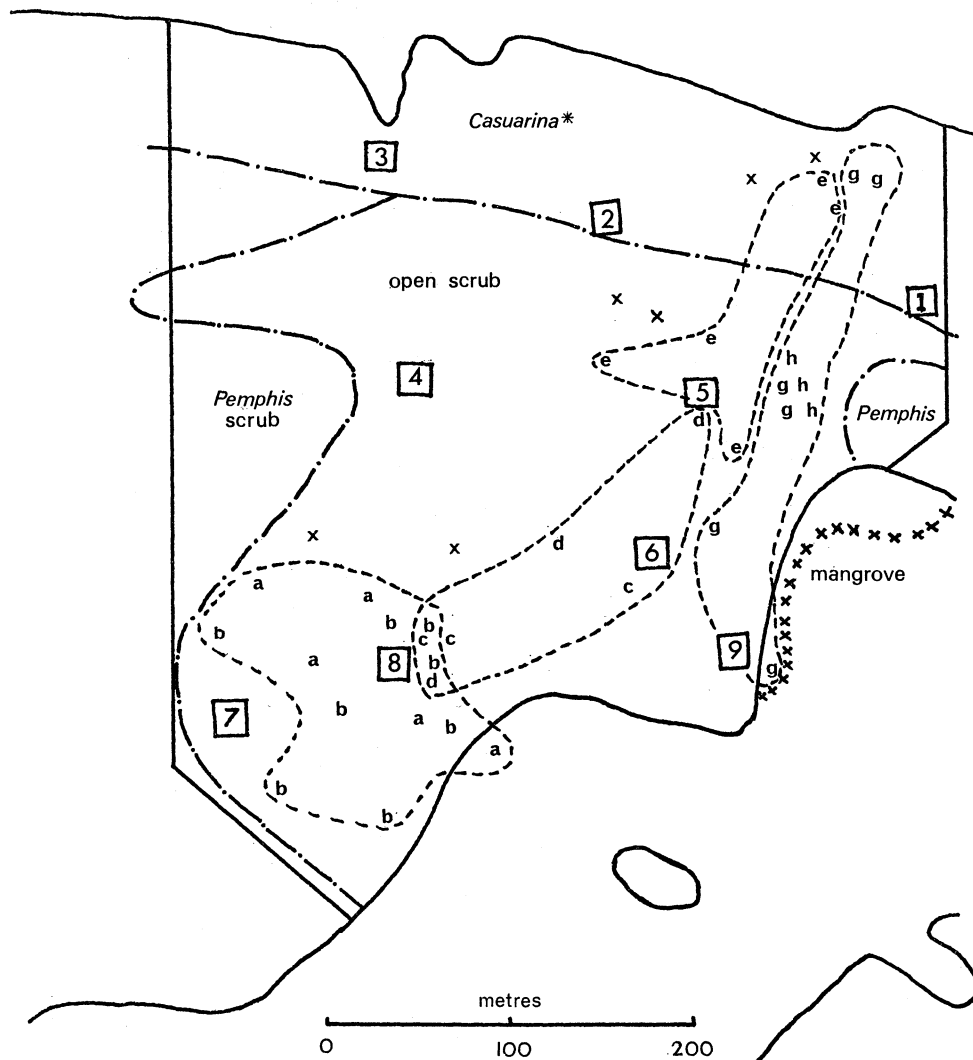 Casuarina*
3
x
x
e
g
g
e
2
open scrub
1
x
x
e
e
h
4
5
g h
Pemphis
scrub
g h
Pemphis
d
e
g
x
x
d
6
mangrove
a
a
c
b
b
b
c
c
a
8
b
9
d
g
7
b
a
b
a
b
b
metres
0
100
200